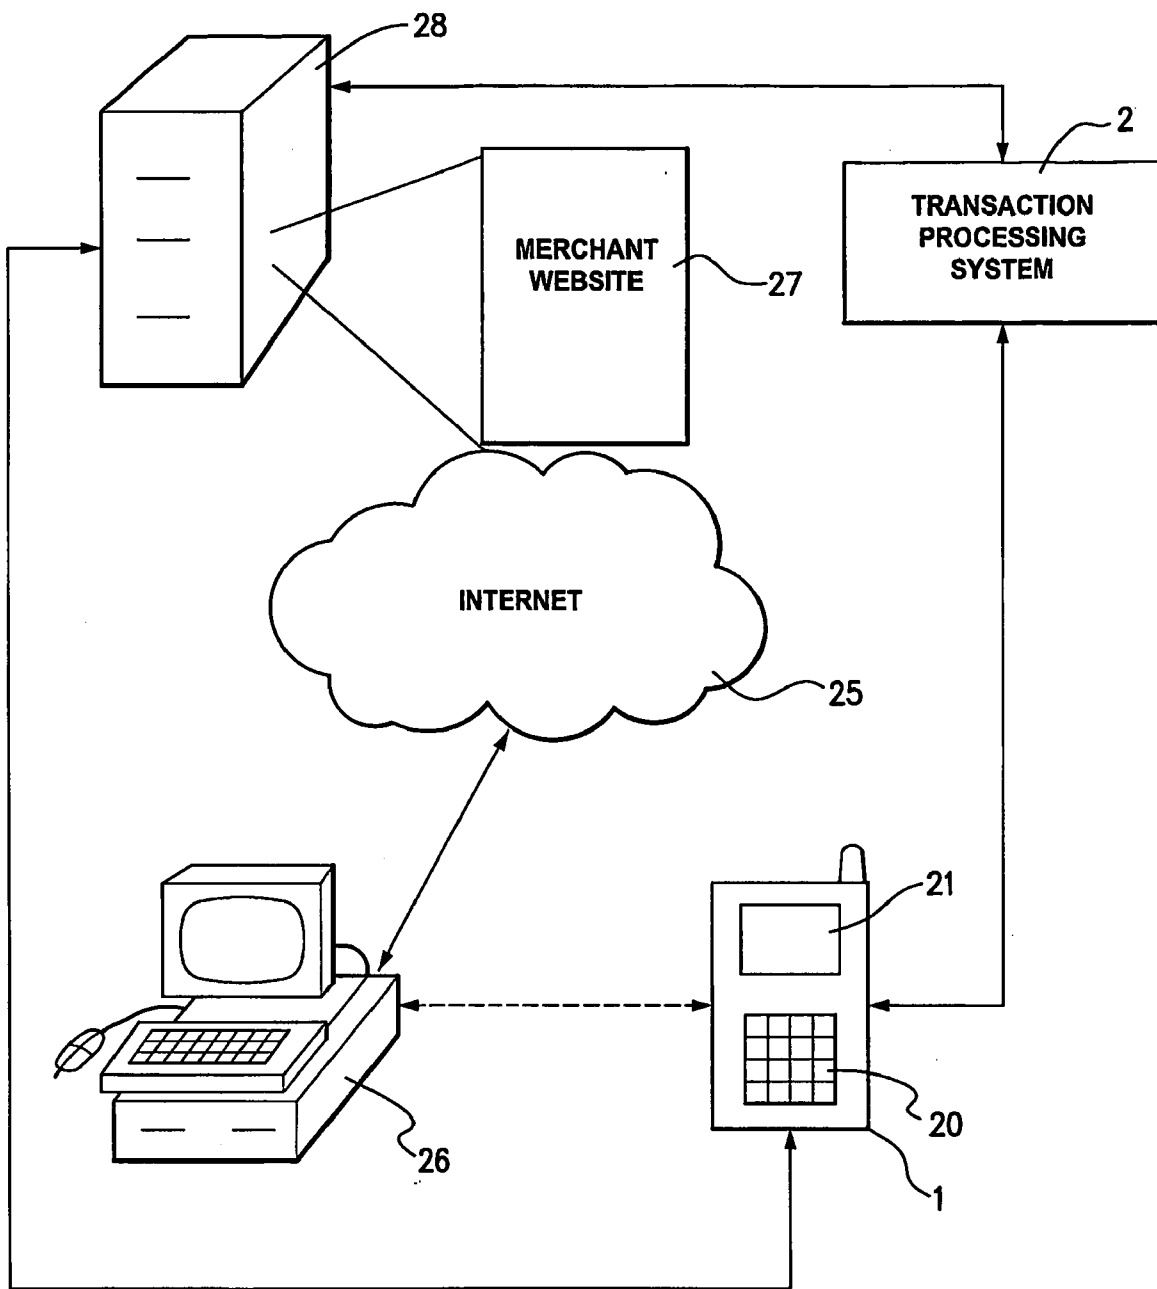 28
2
TRANSACTION
PROCESSING
SYSTEM
MERCHANT
WEBSITE
27
INTERNET
25
21
20
26
1